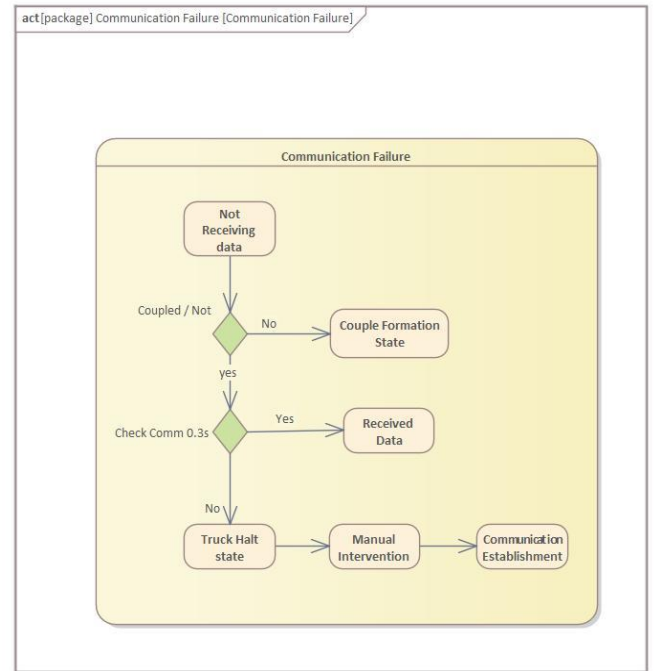 act [package] Communication Failure [Communication Failure]
Communication Failure
Not
Receiving
data
Coupled / Not
No
Couple Formation
State
yes
Check Comm 0.3s
Yes
Received
Data
No
Truck Halt
state
Manual
Intervention
Communication
Establishment